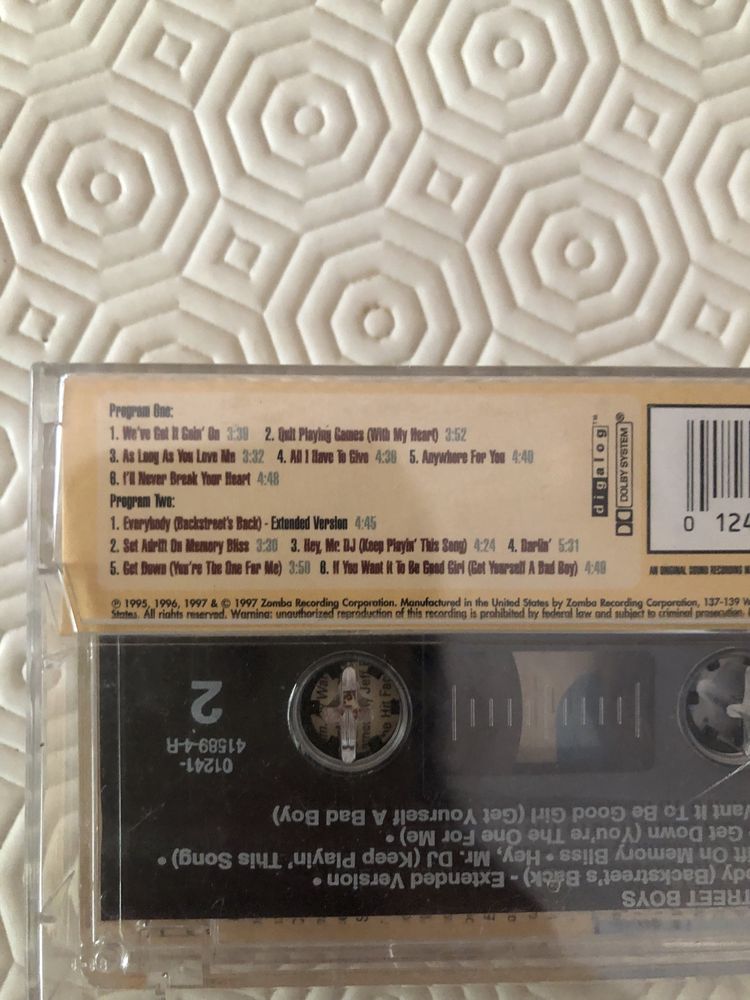 Program One:
1. We've Got It Goin' On 3:39 2. Quit Playing Games (With My Heart) 3:52
3. As Long As You Love Me 3:32 4. All I Have To Give 4:36 5. Anywhere For You 4:40
6. I'll Never Break Your Heart 4:48
Program Two:
1. Everybody (Backstreet's Back) - Extended Version 4:45
2. Set Adrift On Memory Bliss 3:30 3. Hey, Mr. DJ (Keep Playin' This Song) 4:24 4. Darlin' 5:31
5. Get Down (You're The One For Me) 3:50 6. If You Want It To Be Good Girl (Get Yourself A Bad Boy) 4:49
℗ 1995, 1996, 1997 & © 1997 Zomba Recording Corporation. Manufactured in the United States by Zomba Recording Corporation, 137-139 W
States. All rights reserved. Warning: unauthorized reproduction of this recording is prohibited by federal law and subject to criminal prosecution.
digalog™
DOLBY SYSTEM®
0 124
AN ORIGINAL SOUND RECORDING
TREET BOYS
dy (Backstreet's Back) - Extended Version •
ift On Memory Bliss • Hey, Mr. DJ (Keep Playin' This Song) •
Get Down (You're The One For Me) •
Want It To Be Good Girl (Get Yourself A Bad Boy)
01241-
41589-4-R
2